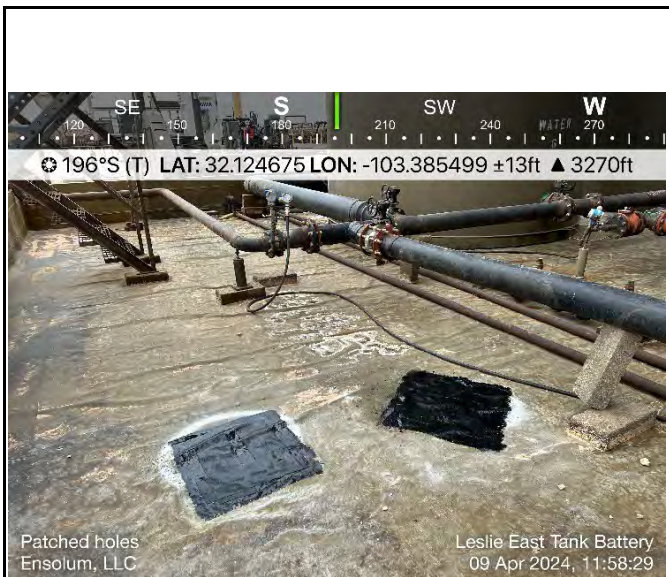 SE S SW W
120 150 180 210 240 270
WATER
196°S (T) LAT: 32.124675 LON: -103.385499 ±13ft ▲ 3270ft
Patched holes
Ensolum, LLC
Leslie East Tank Battery
09 Apr 2024, 11:58:29